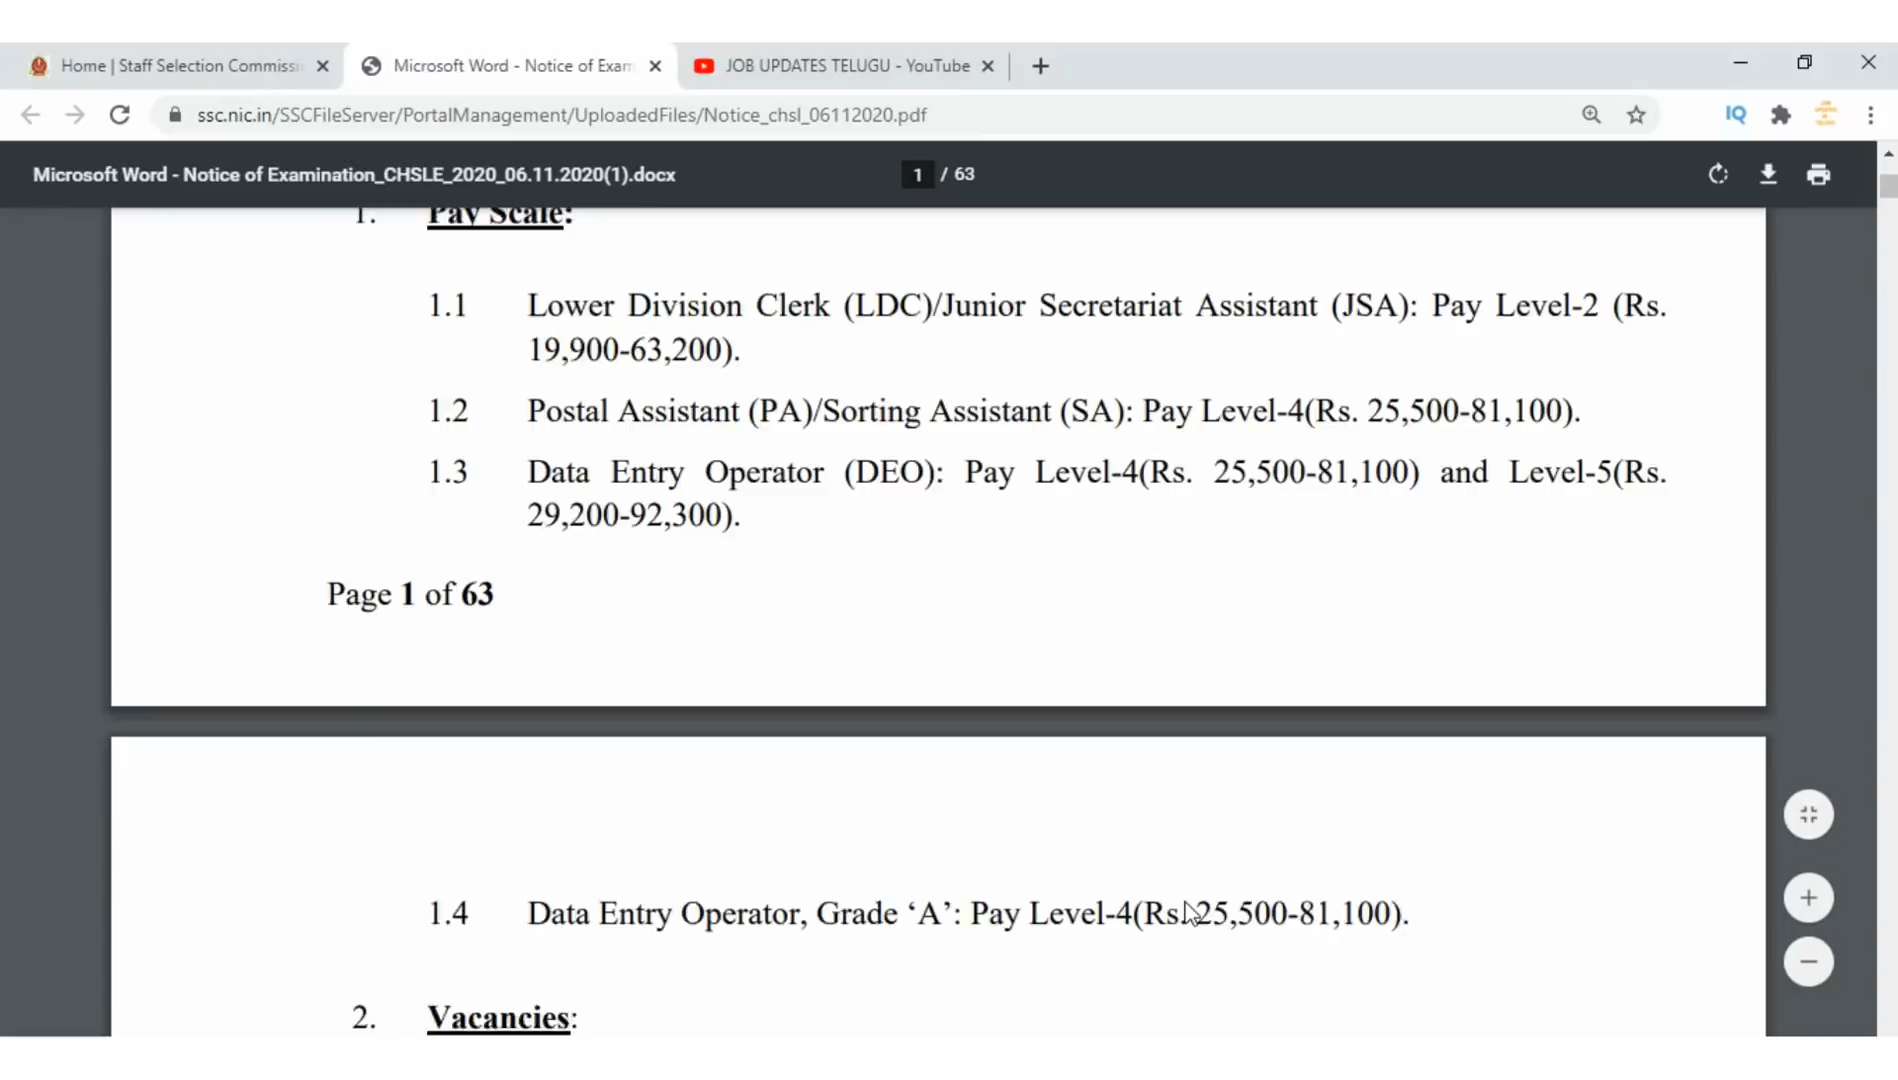 Home | Staff Selection Commissi
Microsoft Word - Notice of Exam
JOB UPDATES TELUGU - YouTube
ssc.nic.in/SSCFileServer/PortalManagement/UploadedFiles/Notice_chsl_06112020.pdf
IQ
Microsoft Word - Notice of Examination_CHSLE_2020_06.11.2020(1).docx
1 / 63
1. Pay Scale:
1.1 Lower Division Clerk (LDC)/Junior Secretariat Assistant (JSA): Pay Level-2 (Rs.
19,900-63,200).
1.2 Postal Assistant (PA)/Sorting Assistant (SA): Pay Level-4(Rs. 25,500-81,100).
1.3 Data Entry Operator (DEO): Pay Level-4(Rs. 25,500-81,100) and Level-5(Rs.
29,200-92,300).
Page 1 of 63
1.4 Data Entry Operator, Grade ‘A’: Pay Level-4(Rs. 25,500-81,100).
2. Vacancies: